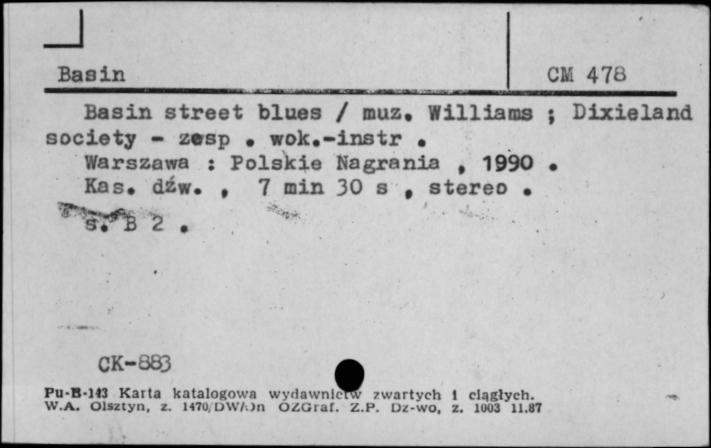 Basin CM 478
Basin street blues / muz. Williams ; Dixieland
society - zesp . wok.-instr .
Warszawa : Polskie Nagrania , 1990 .
Kas. dźw. , 7 min 30 s , stereo .
s. B 2 .
CK-883
Pu-B-143 Karta katalogowa wydawnictw zwartych i ciągłych.
W.A. Olsztyn, z. 1470/DWA/n OZGraf. Z.P. Dz-wo, z. 1003 11.87